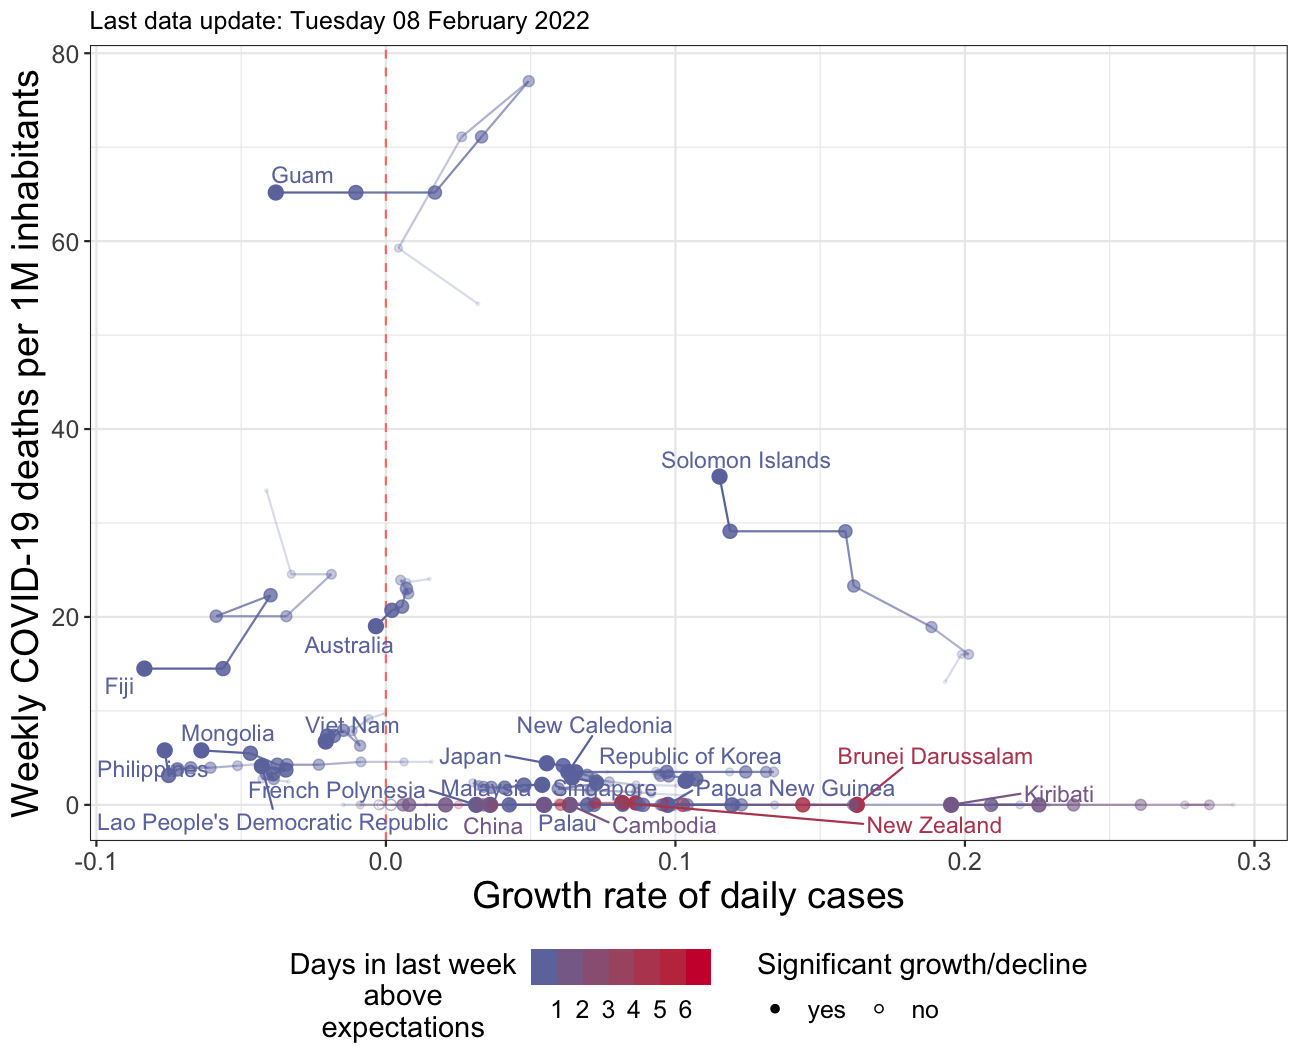 Last data update: Tuesday 08 February 2022
Weekly COVID-19 deaths per 1M inhabitants
80
60
40
20
0
Guam
Solomon Islands
Australia
Fiji
Mongolia
Viet Nam
New Caledonia
Philippines
Japan
Republic of Korea
Brunei Darussalam
French Polynesia
Malaysia
Singapore
Papua New Guinea
Kiribati
Lao People's Democratic Republic
China
Palau
Cambodia
New Zealand
-0.1
0.0
0.1
0.2
0.3
Growth rate of daily cases
Days in last week
above
expectations
1 2 3 4 5 6
Significant growth/decline
yes
no